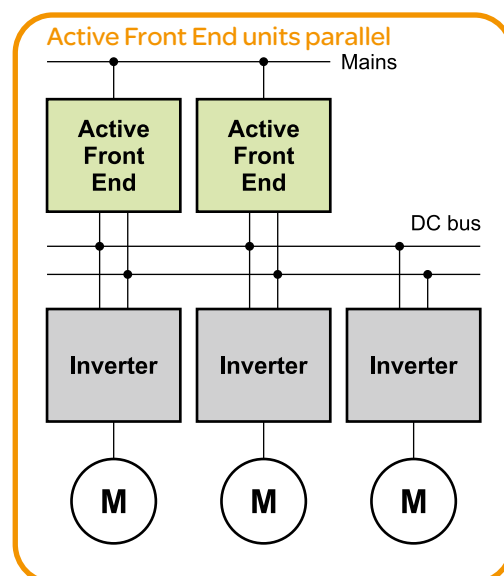 Active Front End units parallel
Mains
Active
Front
End
Active
Front
End
DC bus
Inverter
Inverter
Inverter
M
M
M